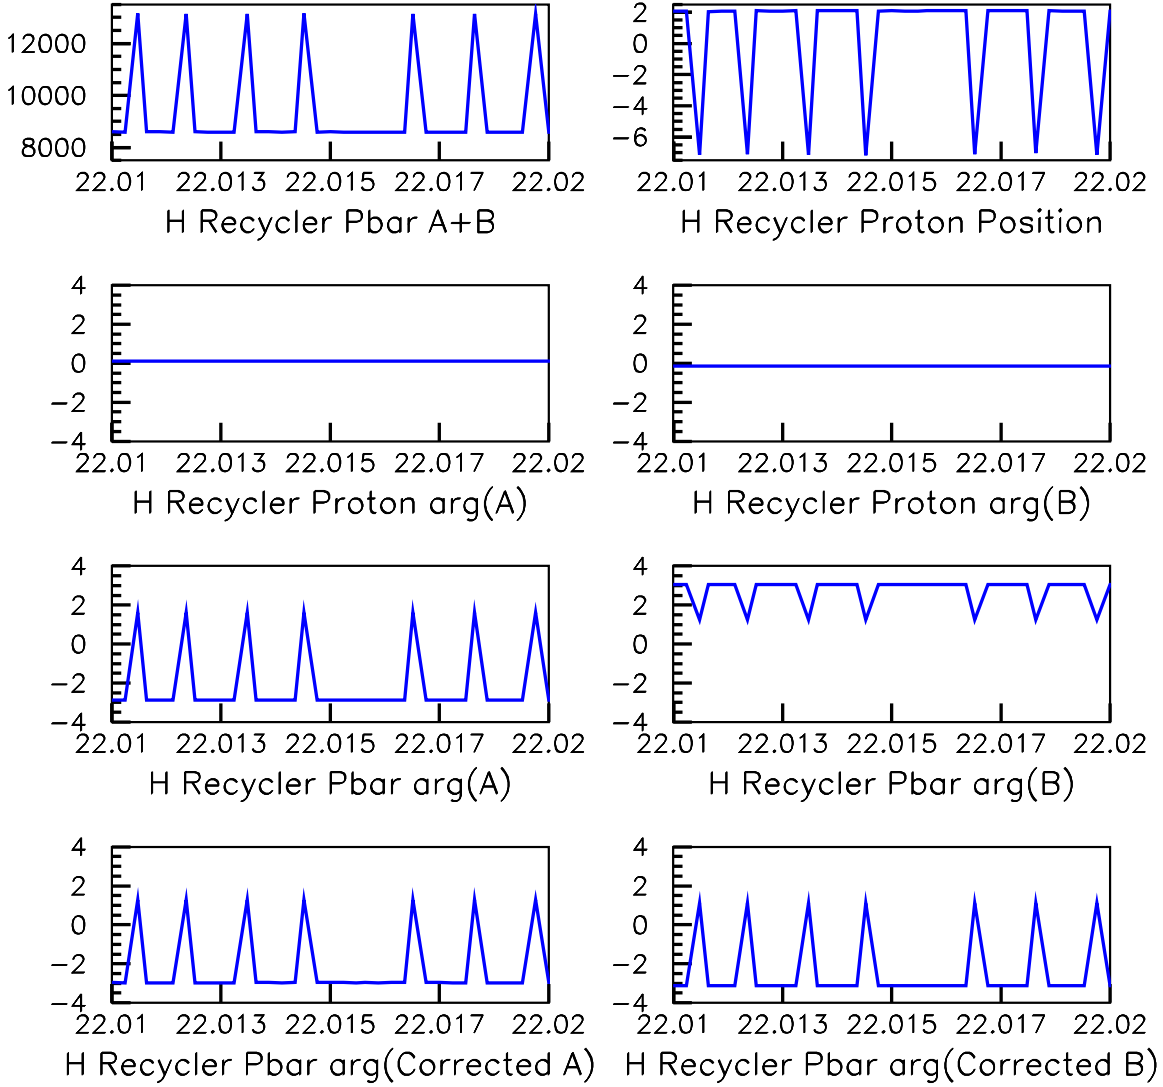 12000
10000
8000
22.01 22.013 22.015 22.017 22.02
H Recycler Pbar A+B
2
0
−2
−4
−6
22.01 22.013 22.015 22.017 22.02
H Recycler Proton Position
4
2
0
−2
−4
22.01 22.013 22.015 22.017 22.02
H Recycler Proton arg(A)
4
2
0
−2
−4
22.01 22.013 22.015 22.017 22.02
H Recycler Proton arg(B)
4
2
0
−2
−4
22.01 22.013 22.015 22.017 22.02
H Recycler Pbar arg(A)
4
2
0
−2
−4
22.01 22.013 22.015 22.017 22.02
H Recycler Pbar arg(B)
4
2
0
−2
−4
22.01 22.013 22.015 22.017 22.02
H Recycler Pbar arg(Corrected A)
4
2
0
−2
−4
22.01 22.013 22.015 22.017 22.02
H Recycler Pbar arg(Corrected B)